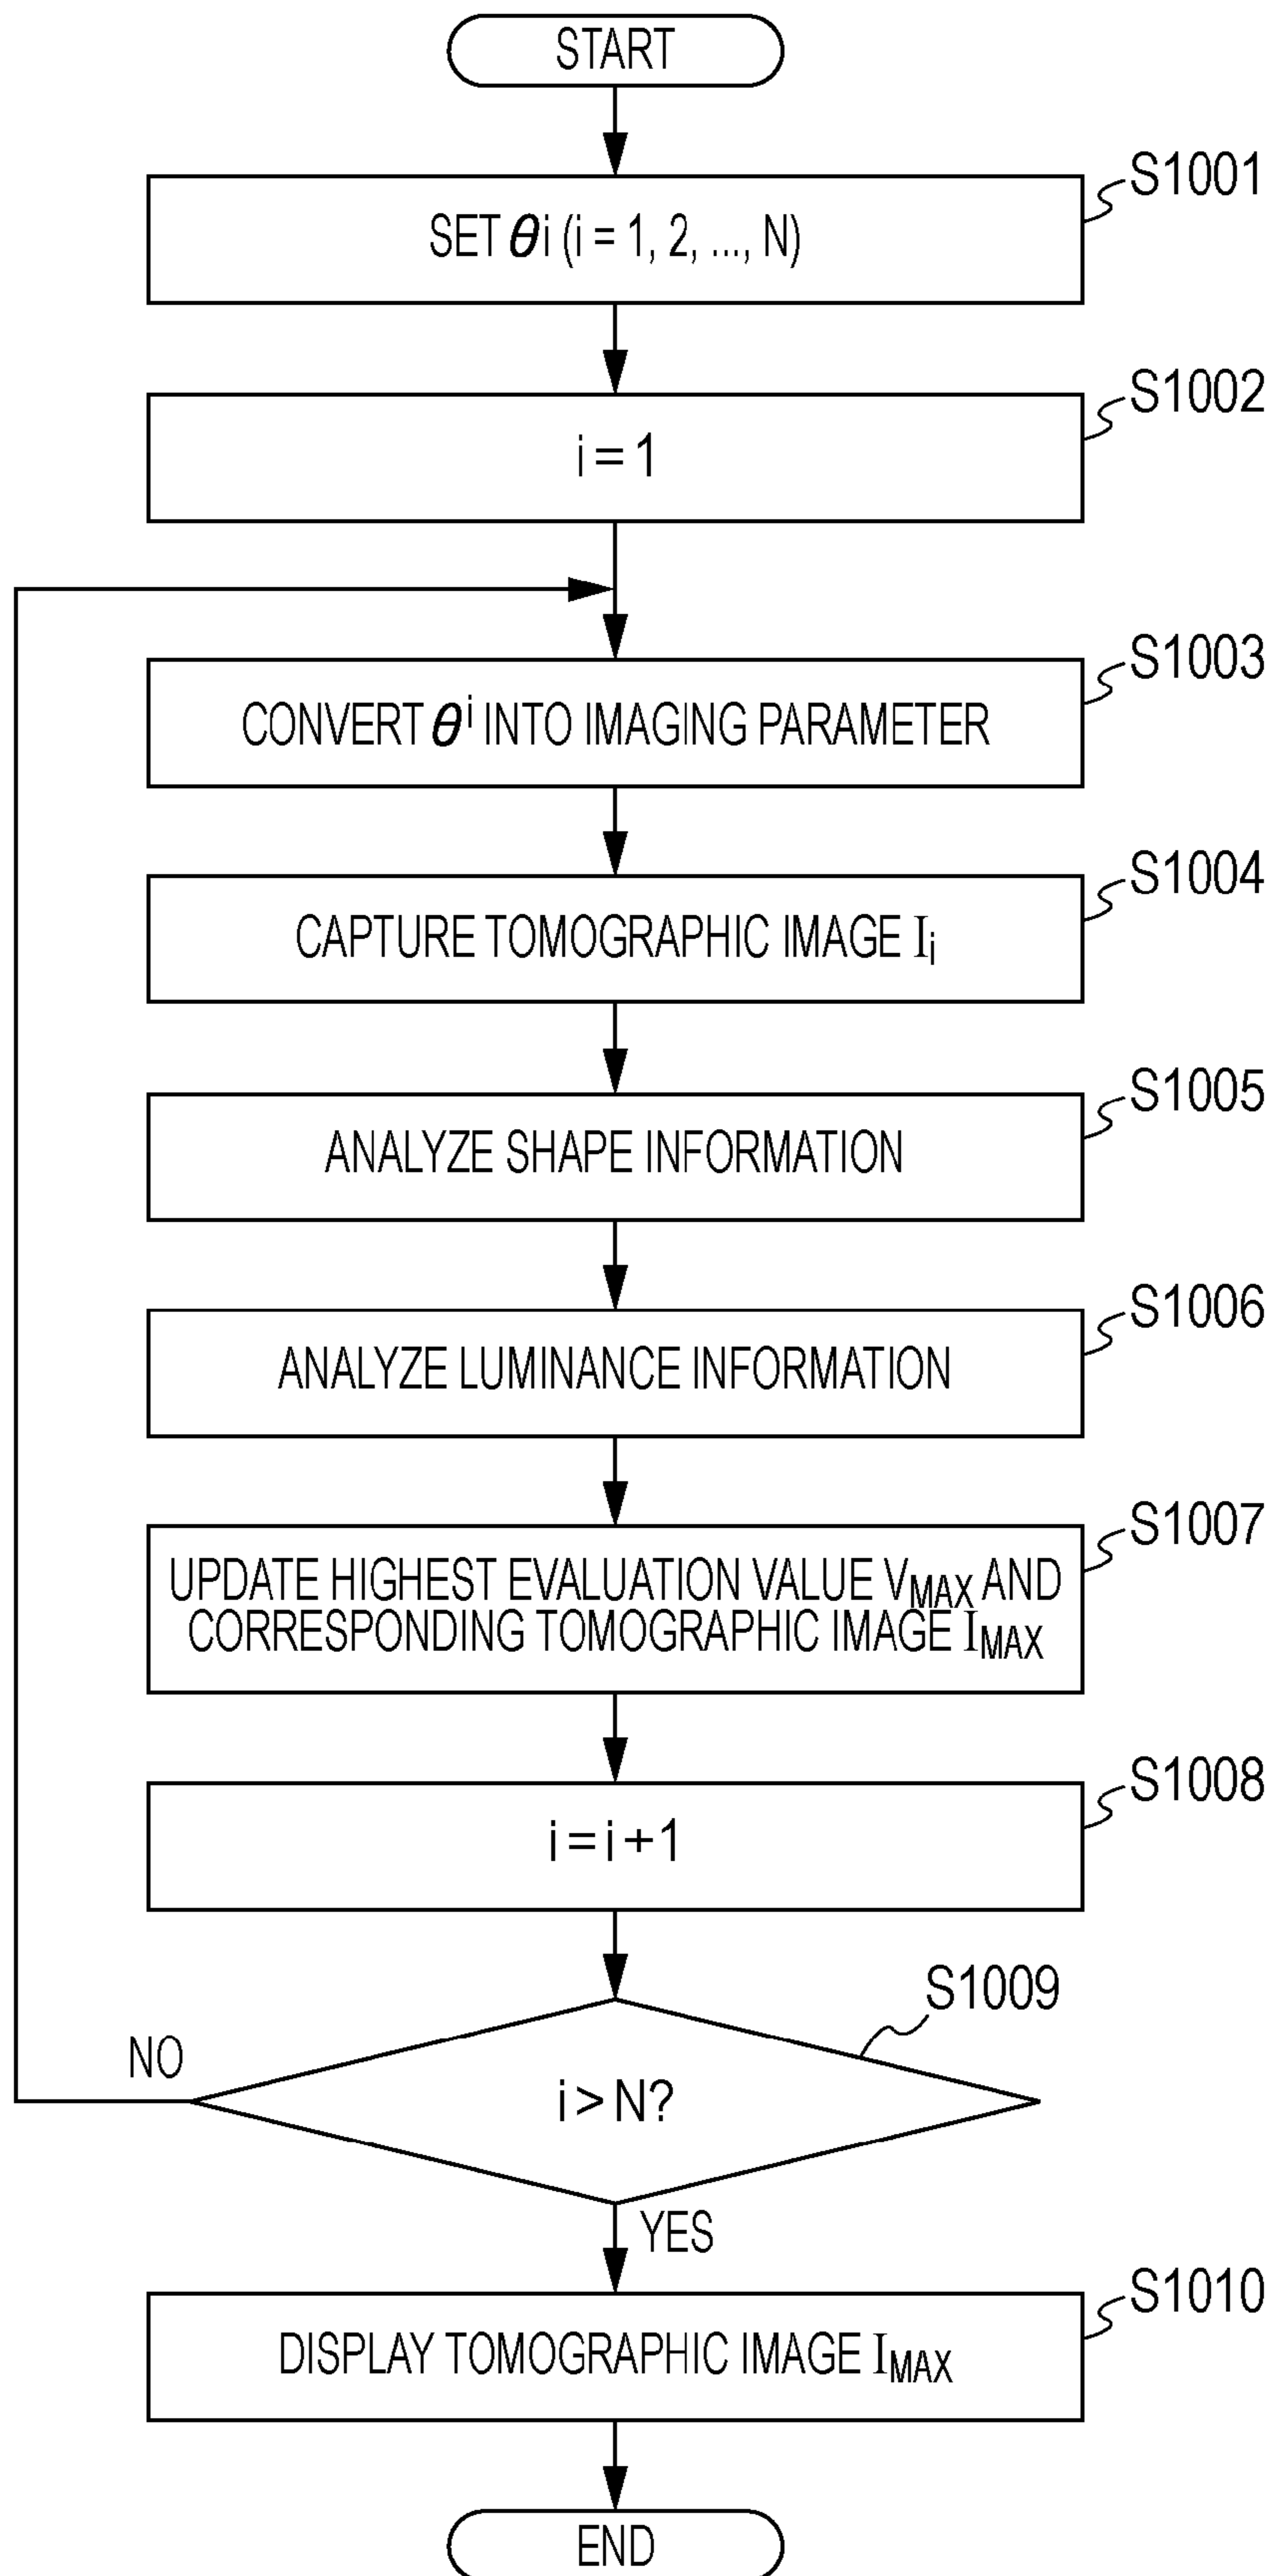 START
S1001
SET θi (i = 1, 2, ..., N)
S1002
i = 1
S1003
CONVERT θⁱ INTO IMAGING PARAMETER
S1004
CAPTURE TOMOGRAPHIC IMAGE Iᵢ
S1005
ANALYZE SHAPE INFORMATION
S1006
ANALYZE LUMINANCE INFORMATION
S1007
UPDATE HIGHEST EVALUATION VALUE VMAX AND
CORRESPONDING TOMOGRAPHIC IMAGE IMAX
S1008
i = i + 1
S1009
NO
i > N?
YES
S1010
DISPLAY TOMOGRAPHIC IMAGE IMAX
END